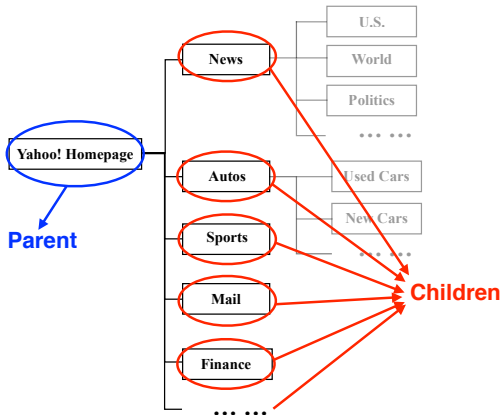 U.S.
News
World
Politics
... ...
Yahoo! Homepage
Autos
Used Cars
New Cars
Parent
Sports
... ...
Mail
Children
Finance
... ...